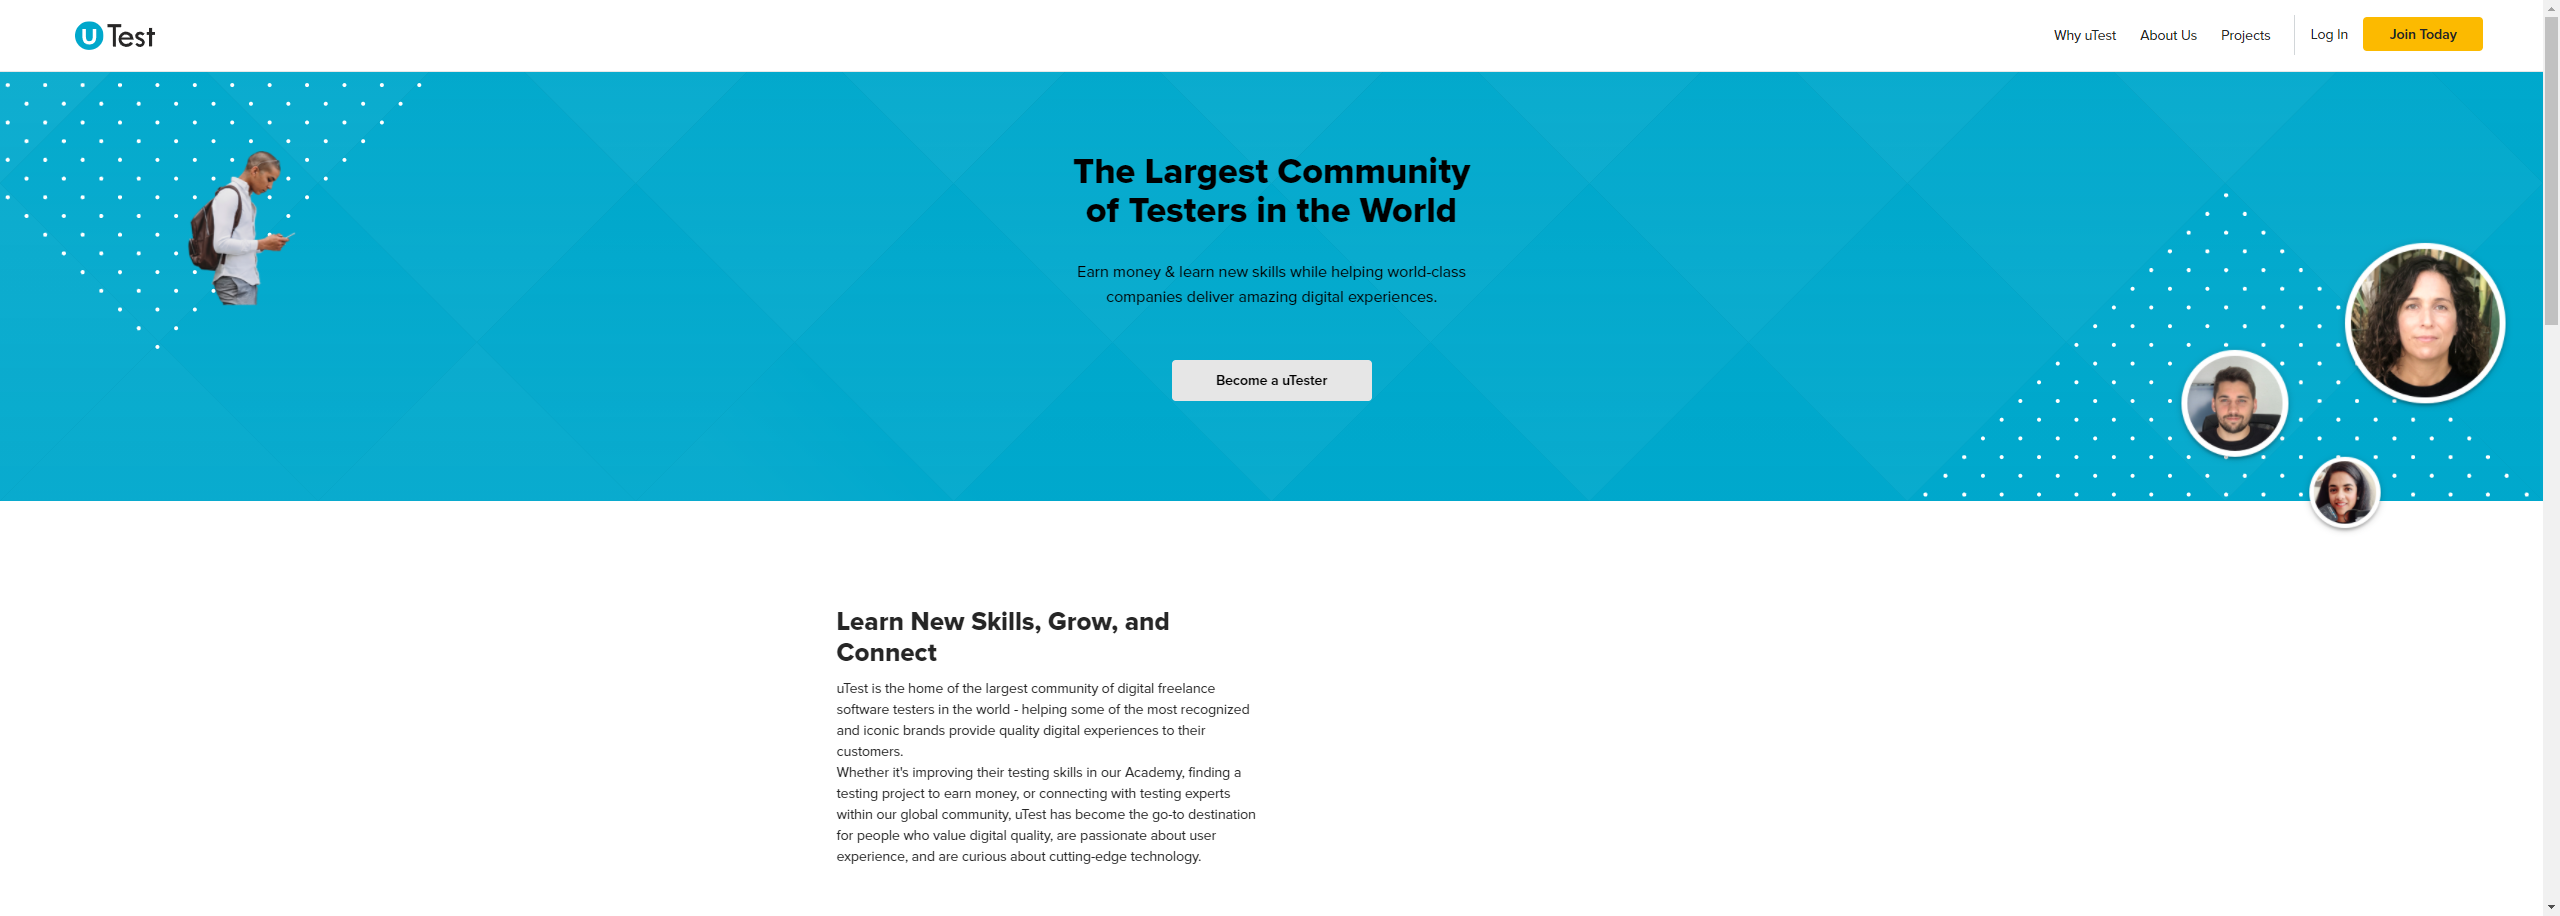 uTest
Why uTest About Us Projects Log In Join Today
The Largest Community
of Testers in the World
Earn money & learn new skills while helping world-class
companies deliver amazing digital experiences.
Become a uTester
Learn New Skills, Grow, and
Connect
uTest is the home of the largest community of digital freelance
software testers in the world - helping some of the most recognized
and iconic brands provide quality digital experiences to their
customers.
Whether it's improving their testing skills in our Academy, finding a
testing project to earn money, or connecting with testing experts
within our global community, uTest has become the go-to destination
for people who value digital quality, are passionate about user
experience, and are curious about cutting-edge technology.